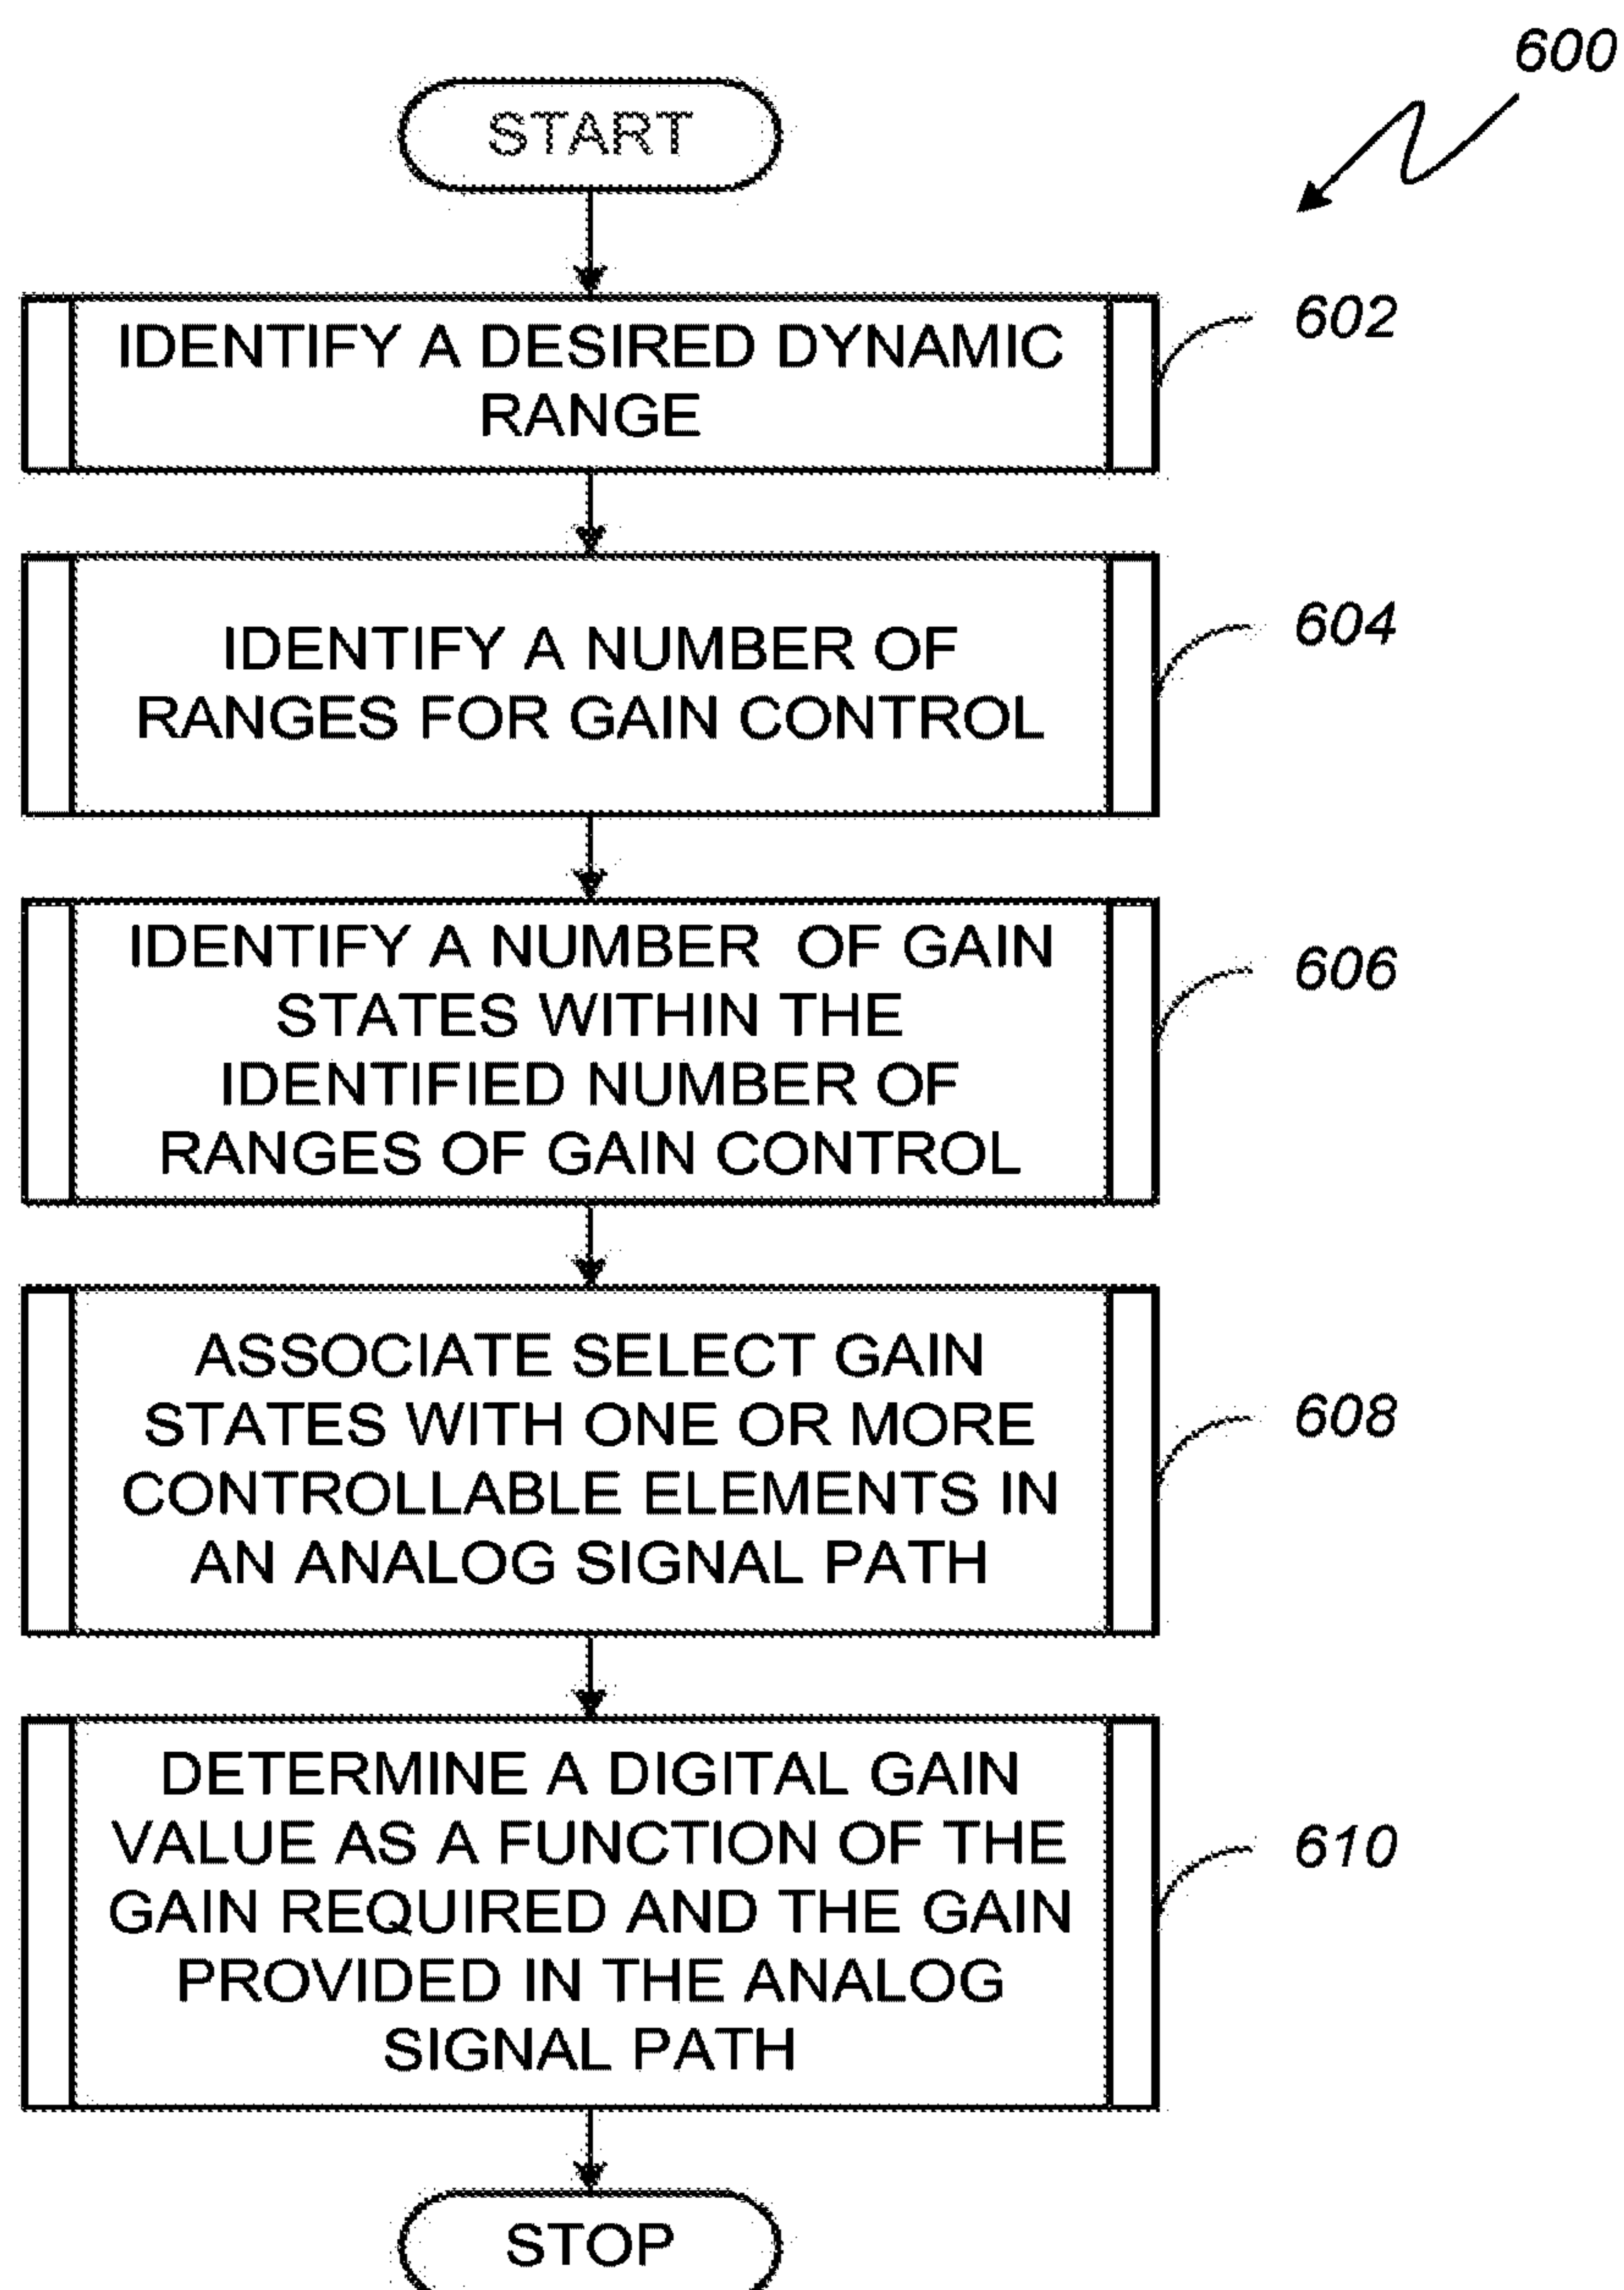 600
START
IDENTIFY A DESIRED DYNAMIC
RANGE
602
IDENTIFY A NUMBER OF
RANGES FOR GAIN CONTROL
604
IDENTIFY A NUMBER OF GAIN
STATES WITHIN THE
IDENTIFIED NUMBER OF
RANGES OF GAIN CONTROL
606
ASSOCIATE SELECT GAIN
STATES WITH ONE OR MORE
CONTROLLABLE ELEMENTS IN
AN ANALOG SIGNAL PATH
608
DETERMINE A DIGITAL GAIN
VALUE AS A FUNCTION OF THE
GAIN REQUIRED AND THE GAIN
PROVIDED IN THE ANALOG
SIGNAL PATH
610
STOP